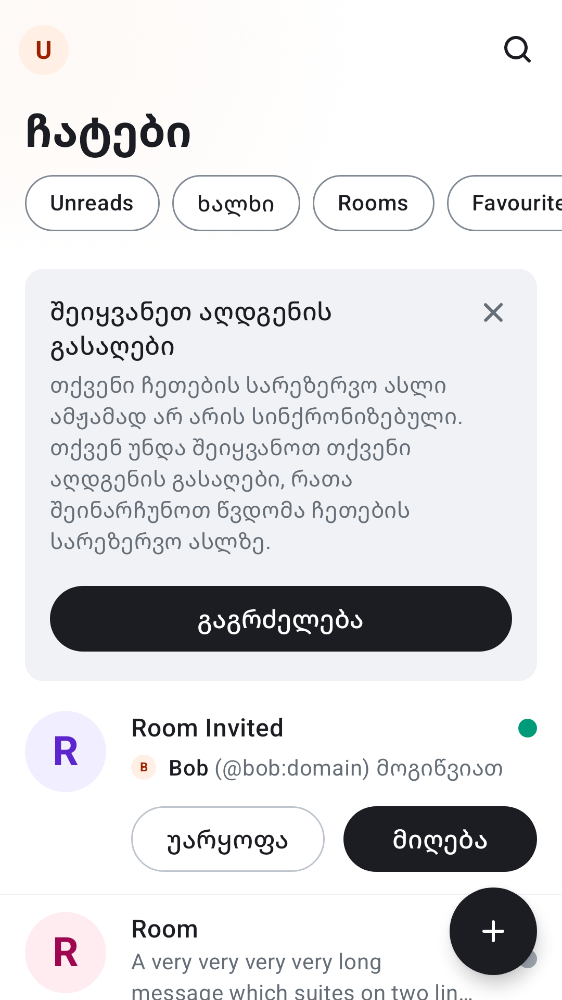 U
ჩატები
Unreads
ხალხი
Rooms
Favourite
შეიყვანეთ აღდგენის
გასაღები
თქვენი ჩეთების სარეზერვო ასლი
ამჟამად არ არის სინქრონიზებული.
თქვენ უნდა შეიყვანოთ თქვენი
აღდგენის გასაღები, რათა
შეინარჩუნოთ წვდომა ჩეთების
სარეზერვო ასლზე.
გაგრძელება
R
Room Invited
B Bob (@bob:domain) მოგიწვიათ
უარყოფა
მიღება
R
Room
A very very very very long
message which suites on two lin…